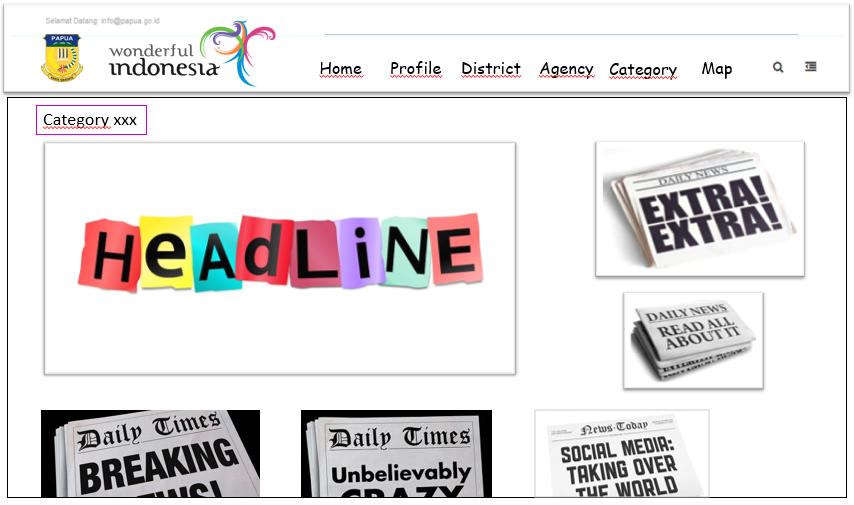 Selamat Datang: info@papua.go.id
PAPUA
wonderful
indonesia
Home Profile District Agency Category Map
Category xxx
HeAdLiNE
DAILY NEWS
EXTRA!
EXTRA!
DAILY NEWS
READ ALL
ABOUT IT
Daily Times
BREAKING
NEWS!
Daily Times
Unbelievably
CRAZY
News-Today
SOCIAL MEDIA:
TAKING OVER
THE WORLD